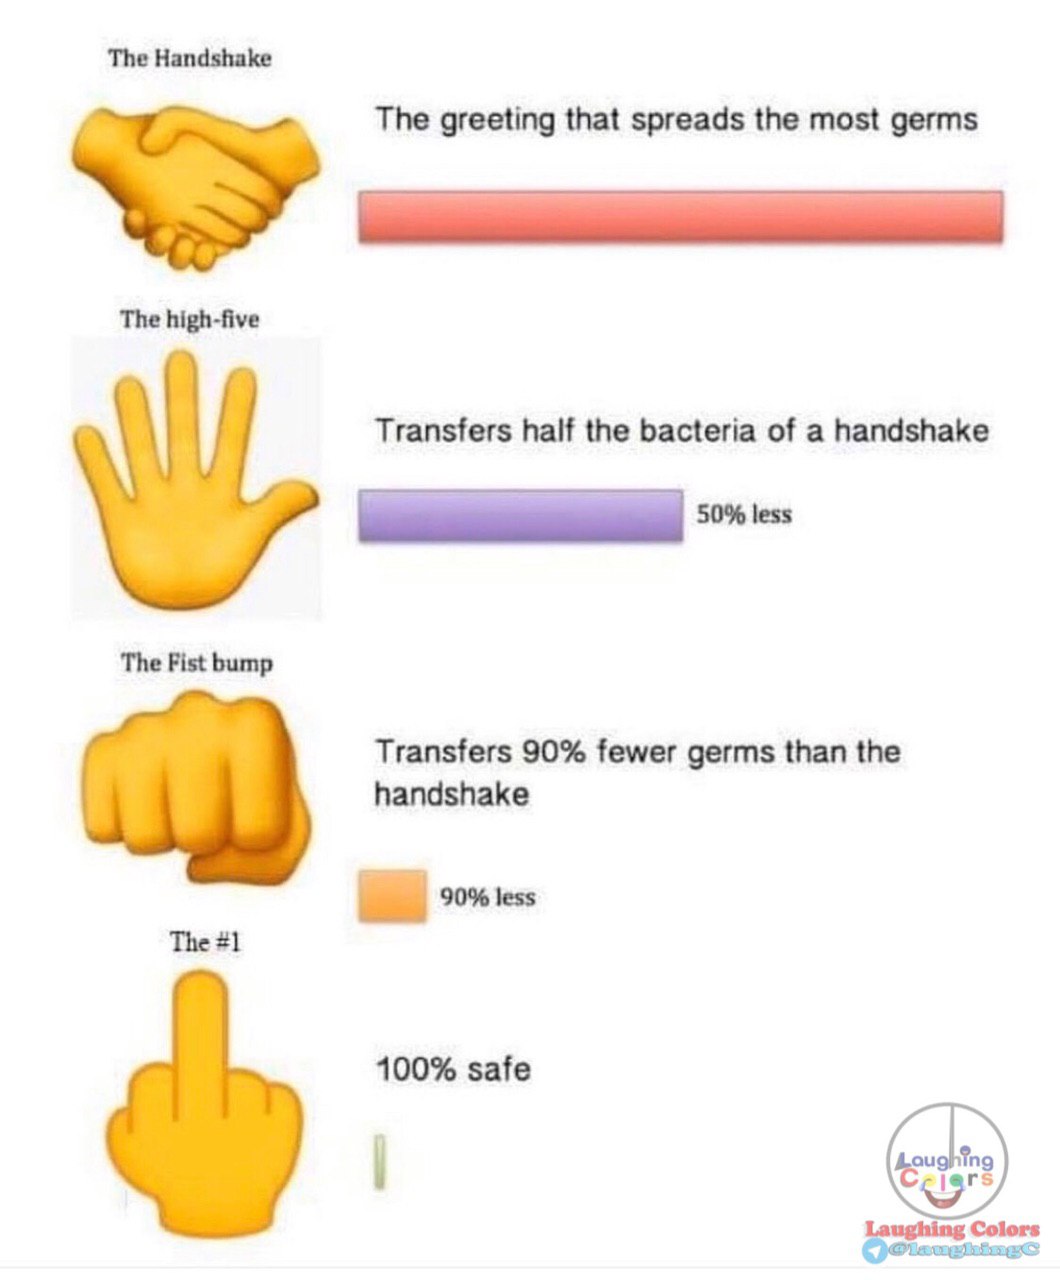 The Handshake
The greeting that spreads the most germs
The high-five
Transfers half the bacteria of a handshake
50% less
The Fist bump
Transfers 90% fewer germs than the
handshake
90% less
The #1
100% safe
Laughing
Colors
Laughing Colors
@laughingC